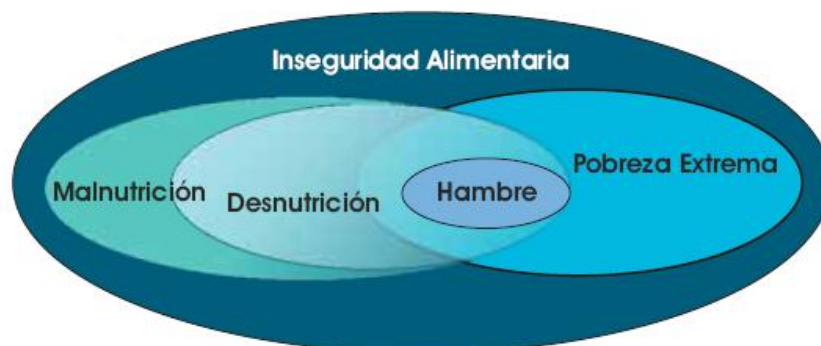 Inseguridad Alimentaria
Pobreza Extrema
Malnutrición
Desnutrición
Hambre